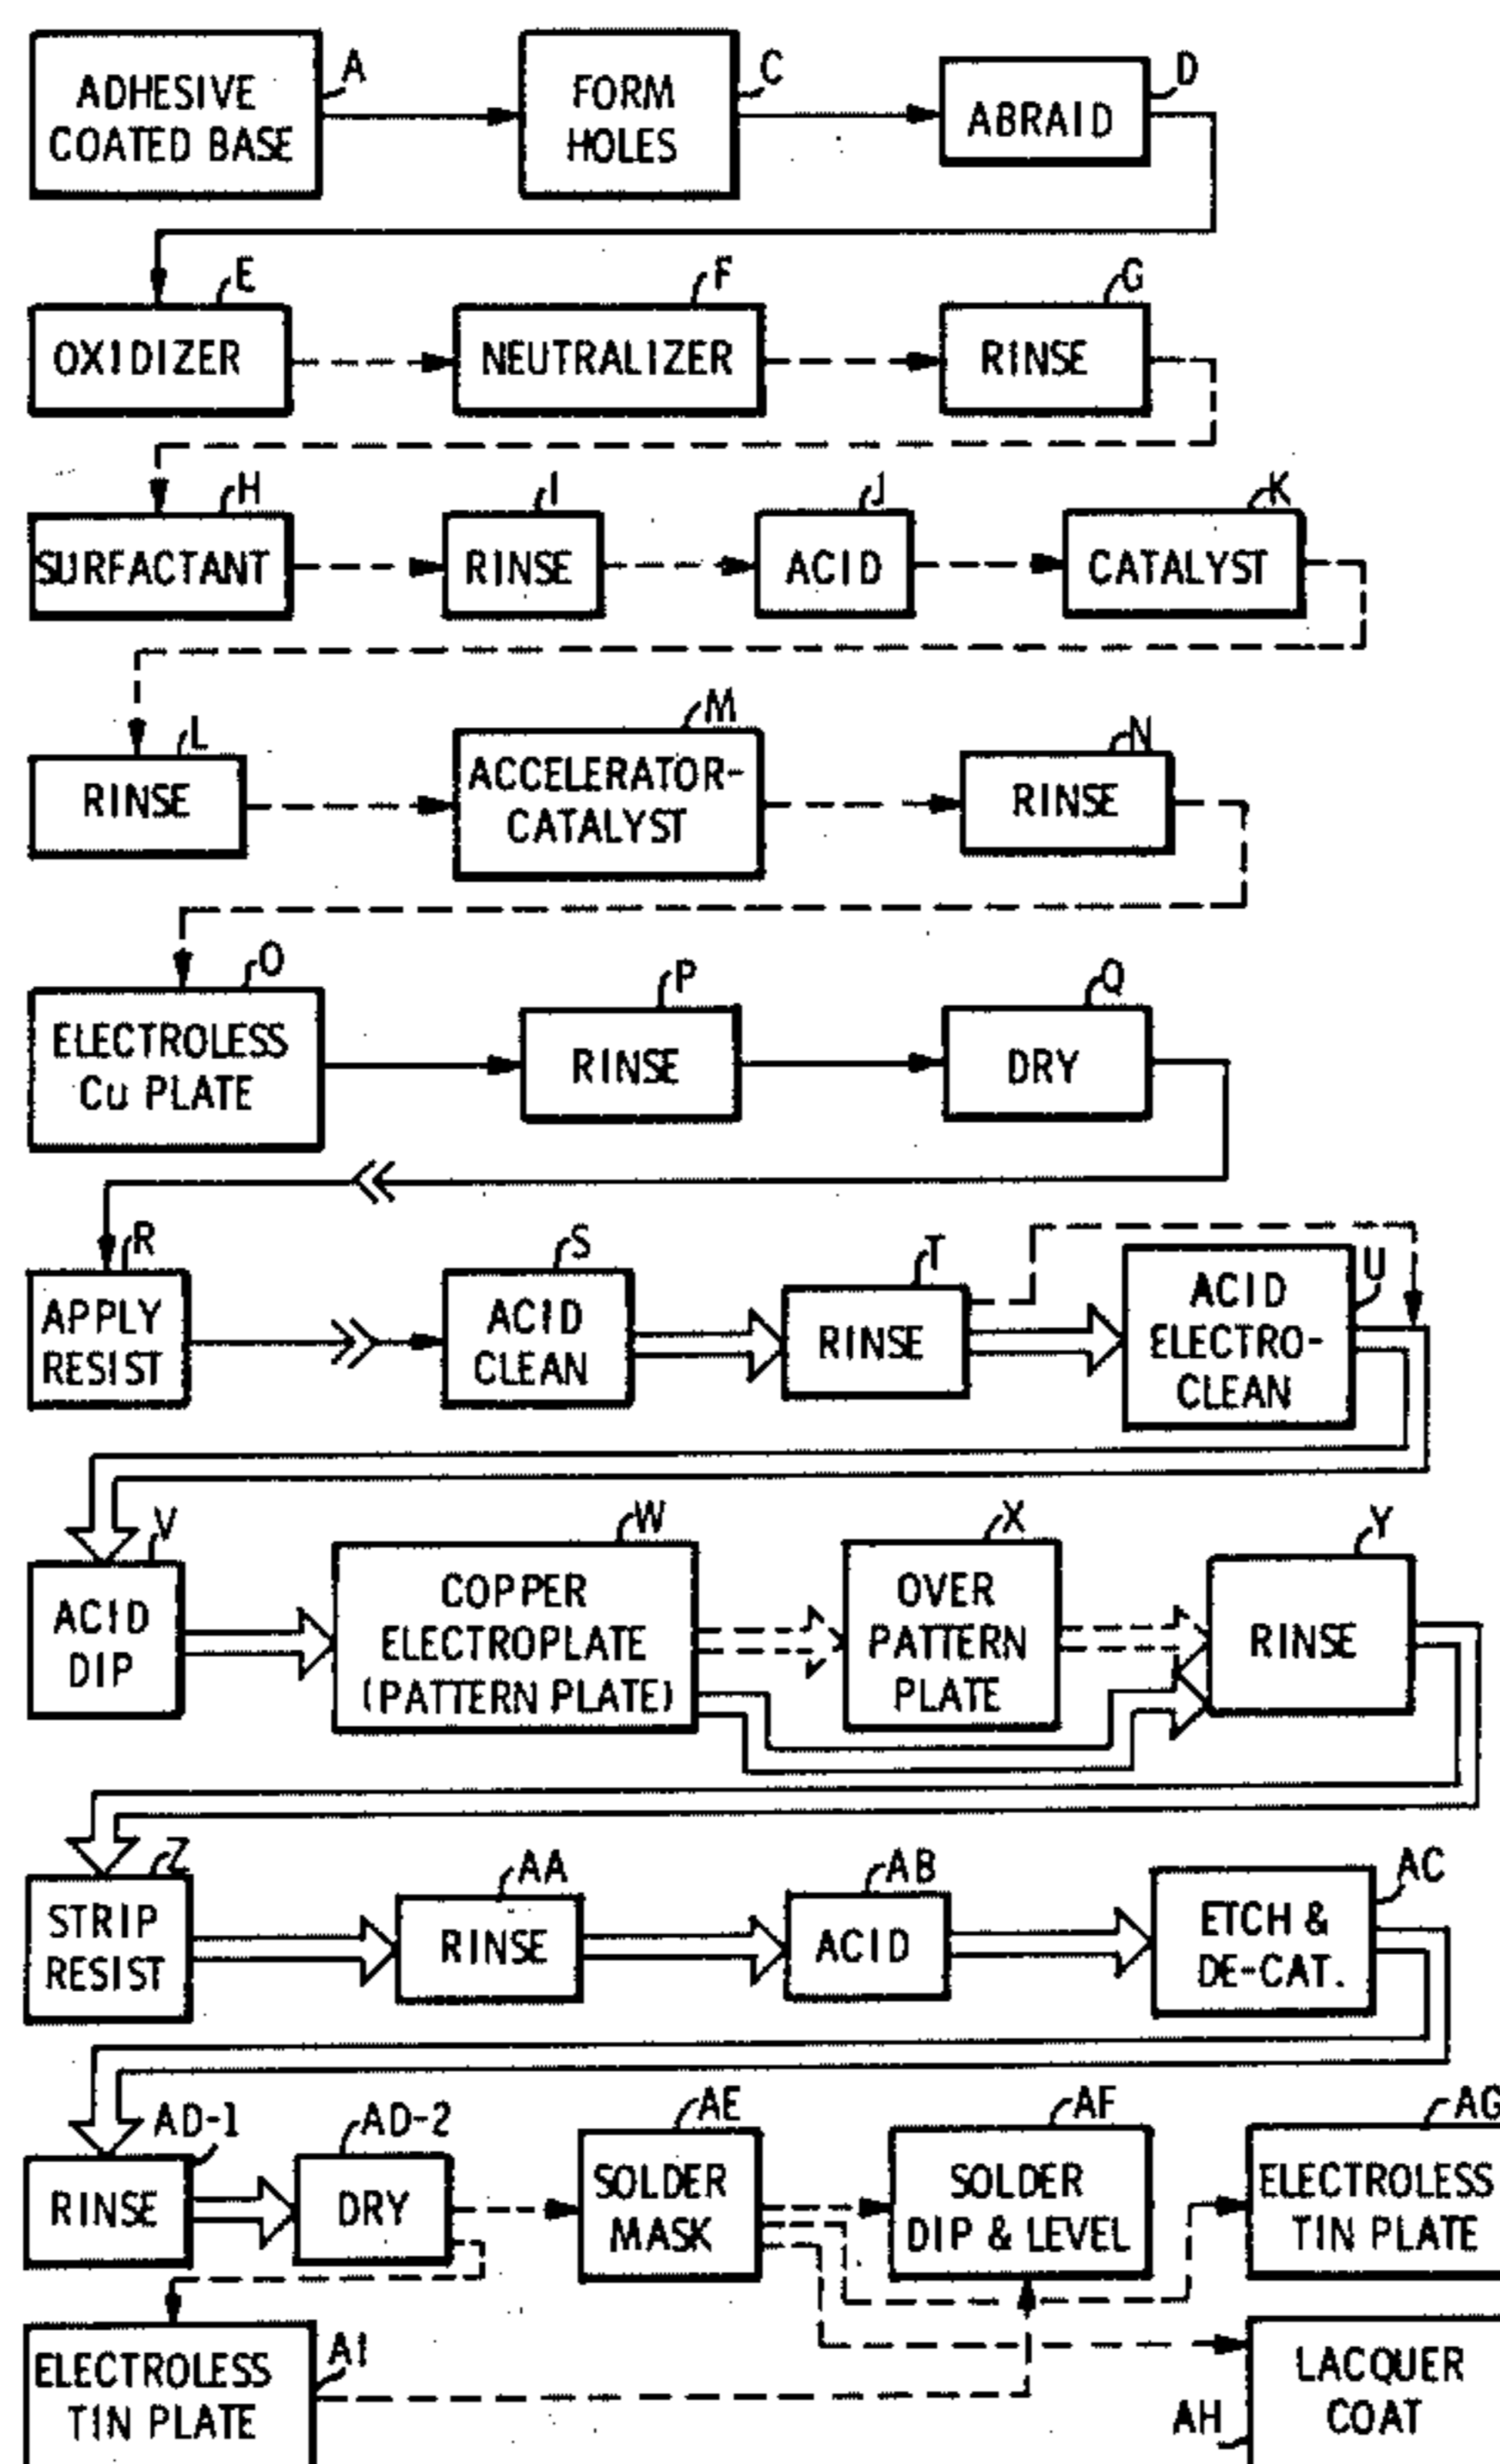 A
ADHESIVE
COATED BASE
C
FORM
HOLES
D
ABRAID
E
OXIDIZER
F
NEUTRALIZER
G
RINSE
H
SURFACTANT
I
RINSE
J
ACID
K
CATALYST
L
RINSE
M
ACCELERATOR-
CATALYST
N
RINSE
O
ELECTROLESS
Cu PLATE
P
RINSE
Q
DRY
R
APPLY
RESIST
S
ACID
CLEAN
T
RINSE
U
ACID
ELECTRO-
CLEAN
V
ACID
DIP
W
COPPER
ELECTROPLATE
(PATTERN PLATE)
X
OVER
PATTERN
PLATE
Y
RINSE
Z
STRIP
RESIST
AA
RINSE
AB
ACID
AC
ETCH &
DE-CAT.
AD-1
RINSE
AD-2
DRY
AE
SOLDER
MASK
AF
SOLDER
DIP & LEVEL
AG
ELECTROLESS
TIN PLATE
AI
ELECTROLESS
TIN PLATE
AH
LACQUER
COAT